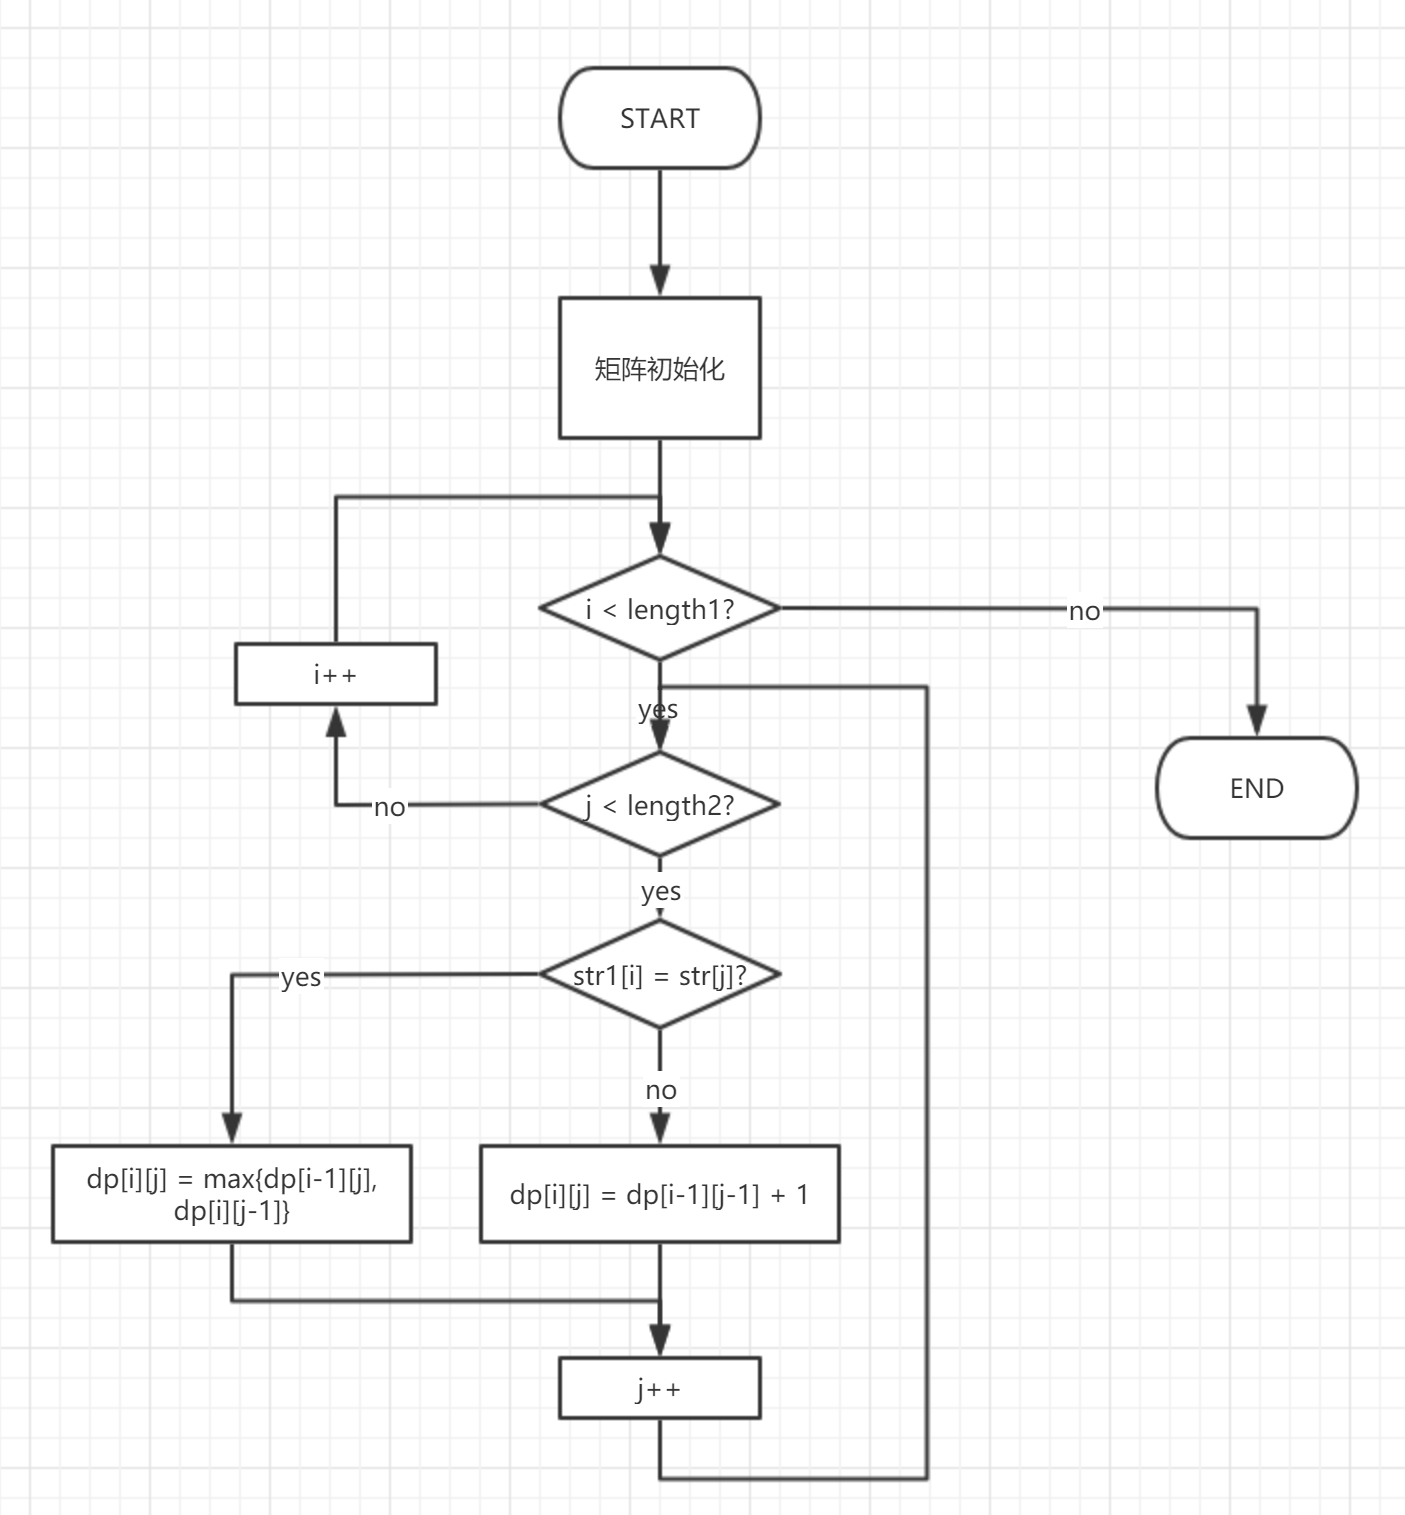 START
矩阵初始化
i < length1?
no
i++
yes
END
j < length2?
no
yes
str1[i] = str[j]?
yes
no
dp[i][j] = max{dp[i-1][j],
dp[i][j-1]}
dp[i][j] = dp[i-1][j-1] + 1
j++